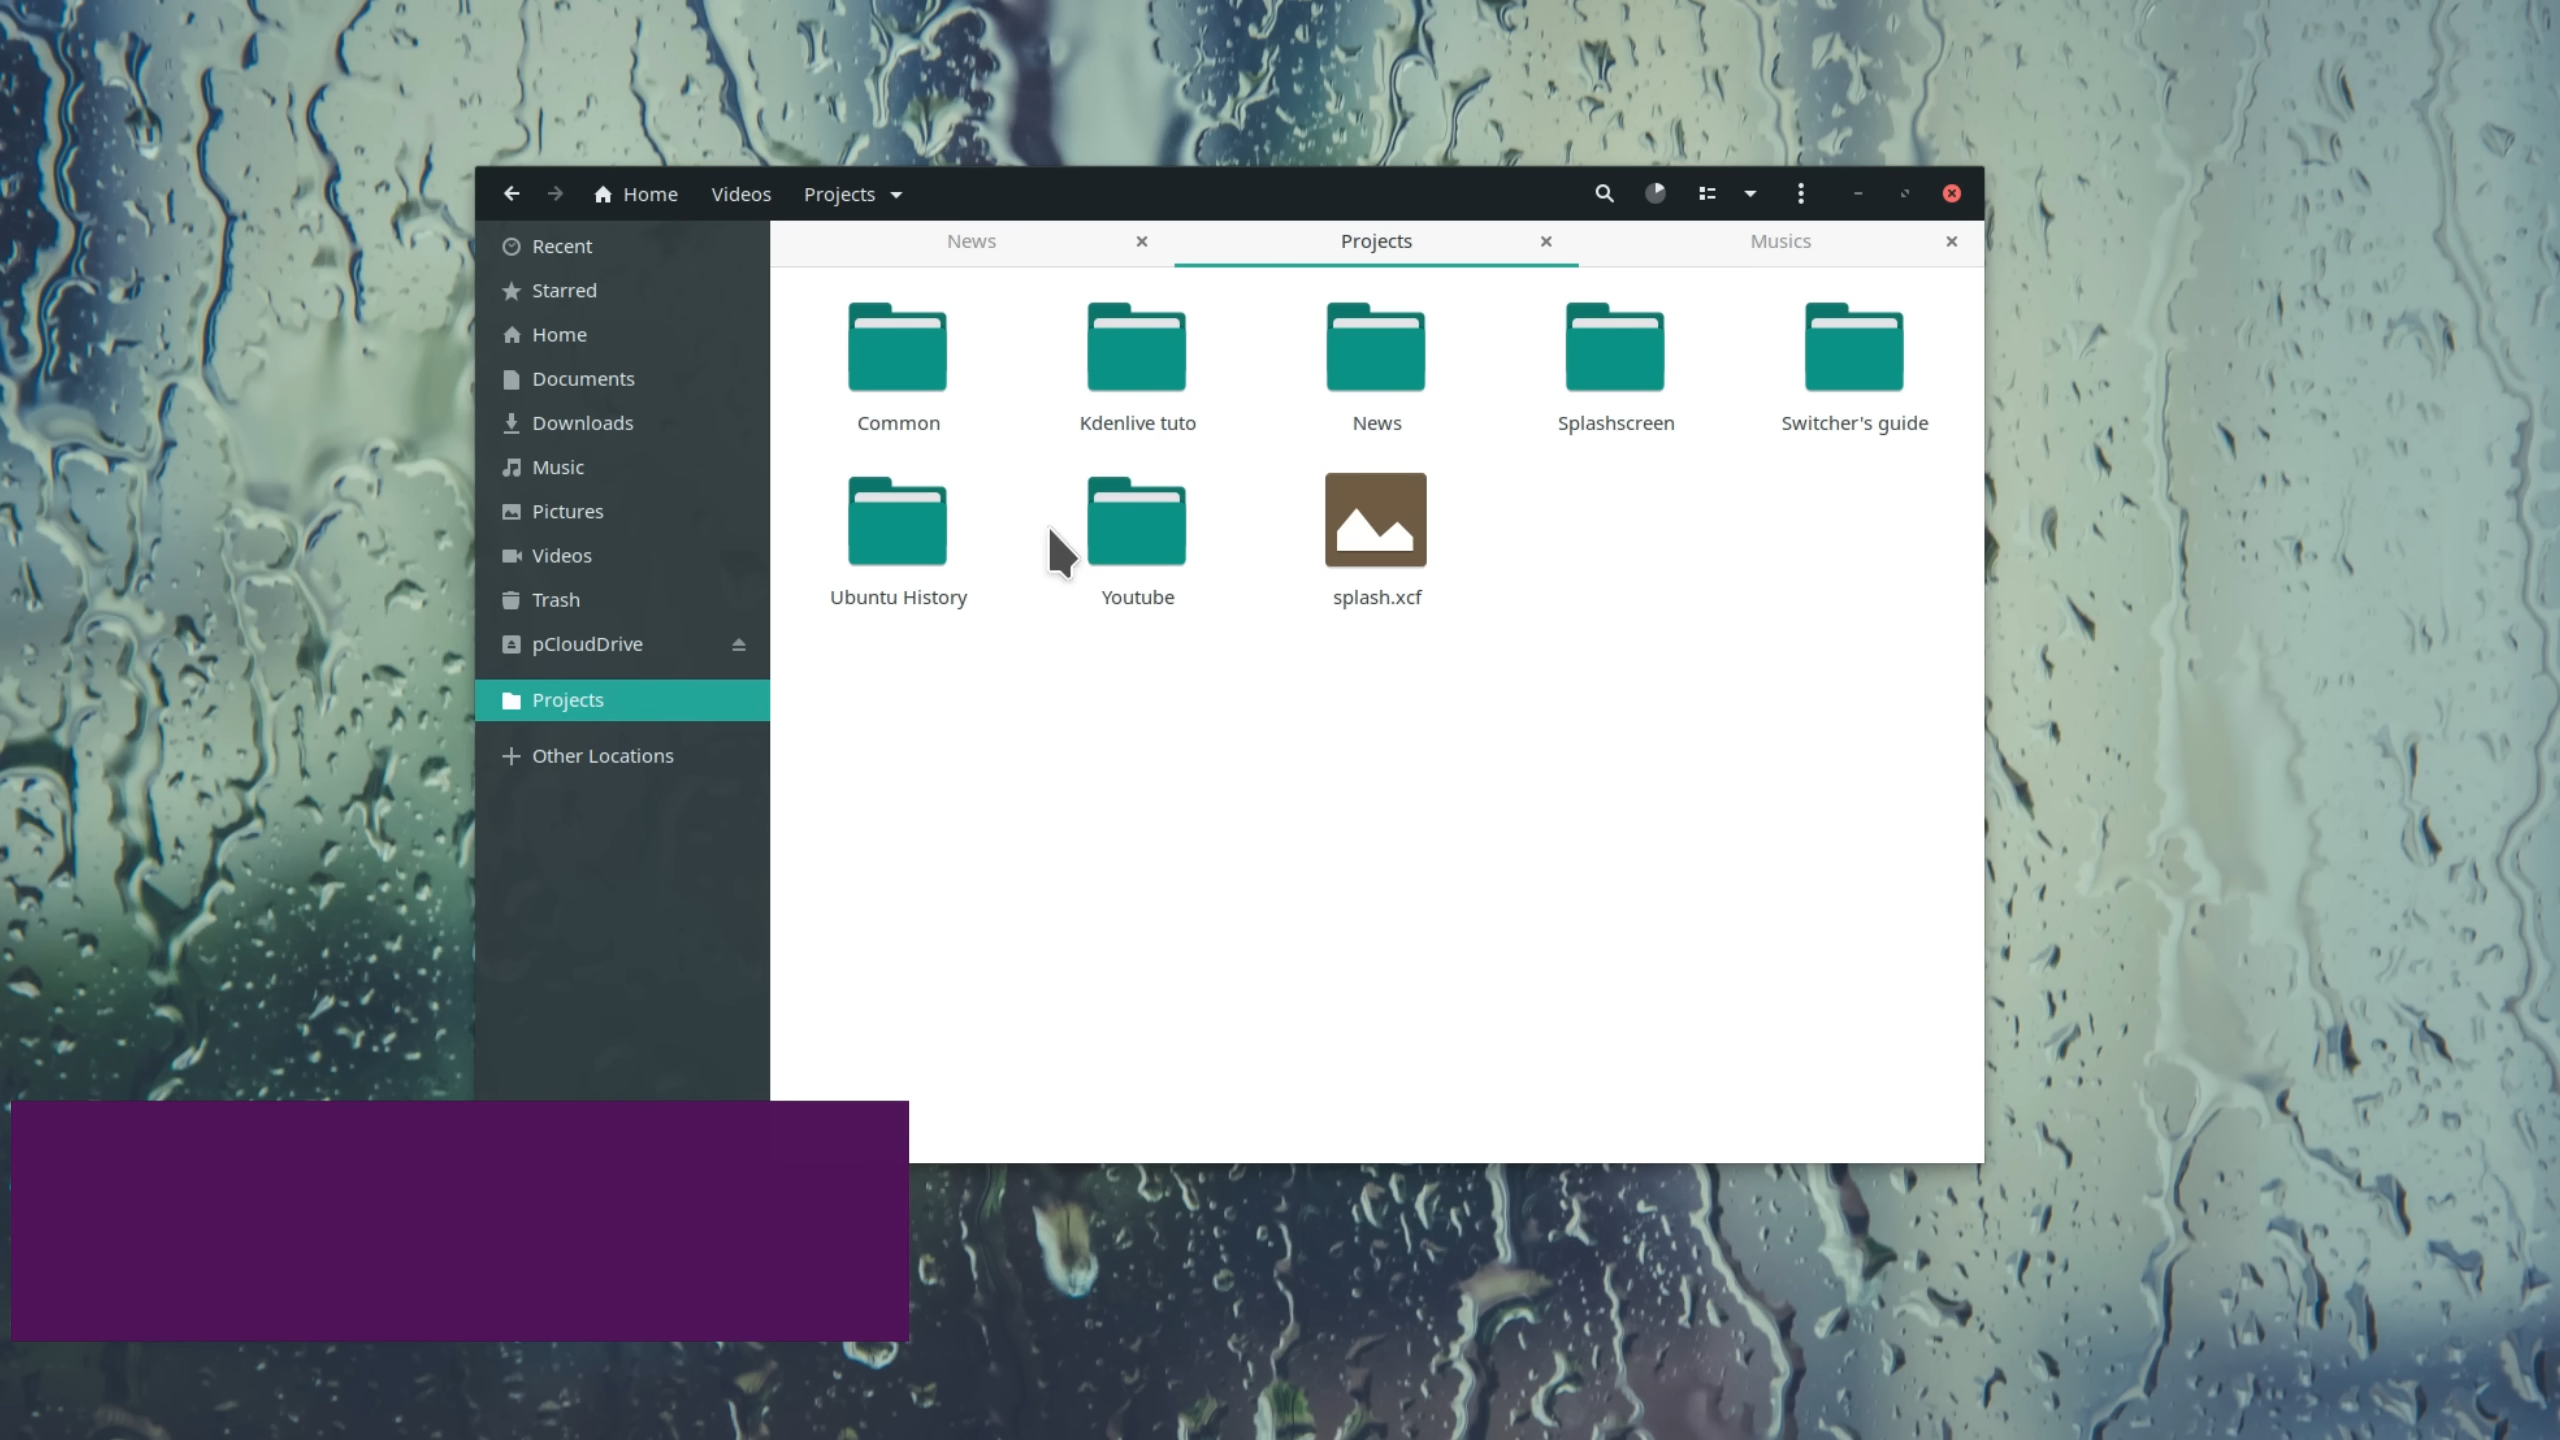 Home Videos Projects
Recent
Starred
Home
Documents
Downloads
Music
Pictures
Videos
Trash
pCloudDrive
Projects
Other Locations
News Projects Musics
Common Kdenlive tuto News Splashscreen Switcher's guide
Ubuntu History Youtube splash.xcf